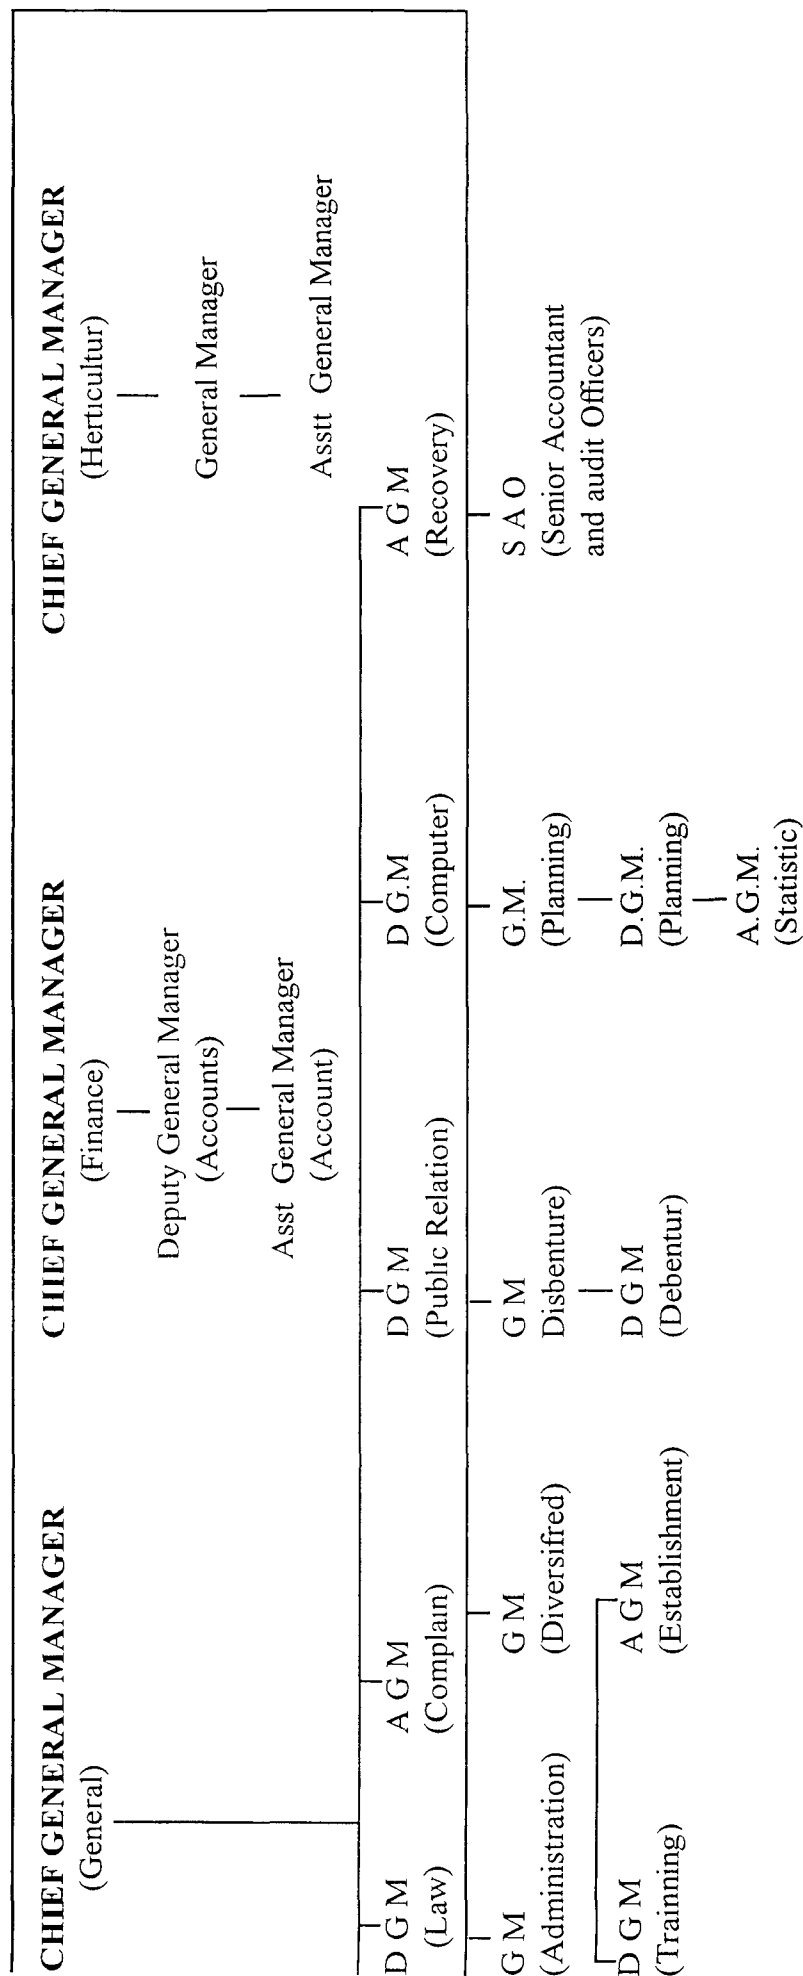 CHIEF GENERAL MANAGER
(General)
CHIEF GENERAL MANAGER
(Finance)
Deputy General Manager
(Accounts)
Asst General Manager
(Account)
CHIEF GENERAL MANAGER
(Herticultur)
General Manager
Asstt General Manager
D G M
(Law)
A G M
(Complain)
D G M
(Public Relation)
D G.M
(Computer)
A G M
(Recovery)
G M
(Administration)
G M
(Diversifred)
G M
Disbenture)
G.M.
(Planning)
S A O
(Senior Accountant
and audit Officers)
D G M
(Trainning)
A G M
(Establishment)
D G M
(Debentur)
D.G.M.
(Planning)
A.G.M.
(Statistic)